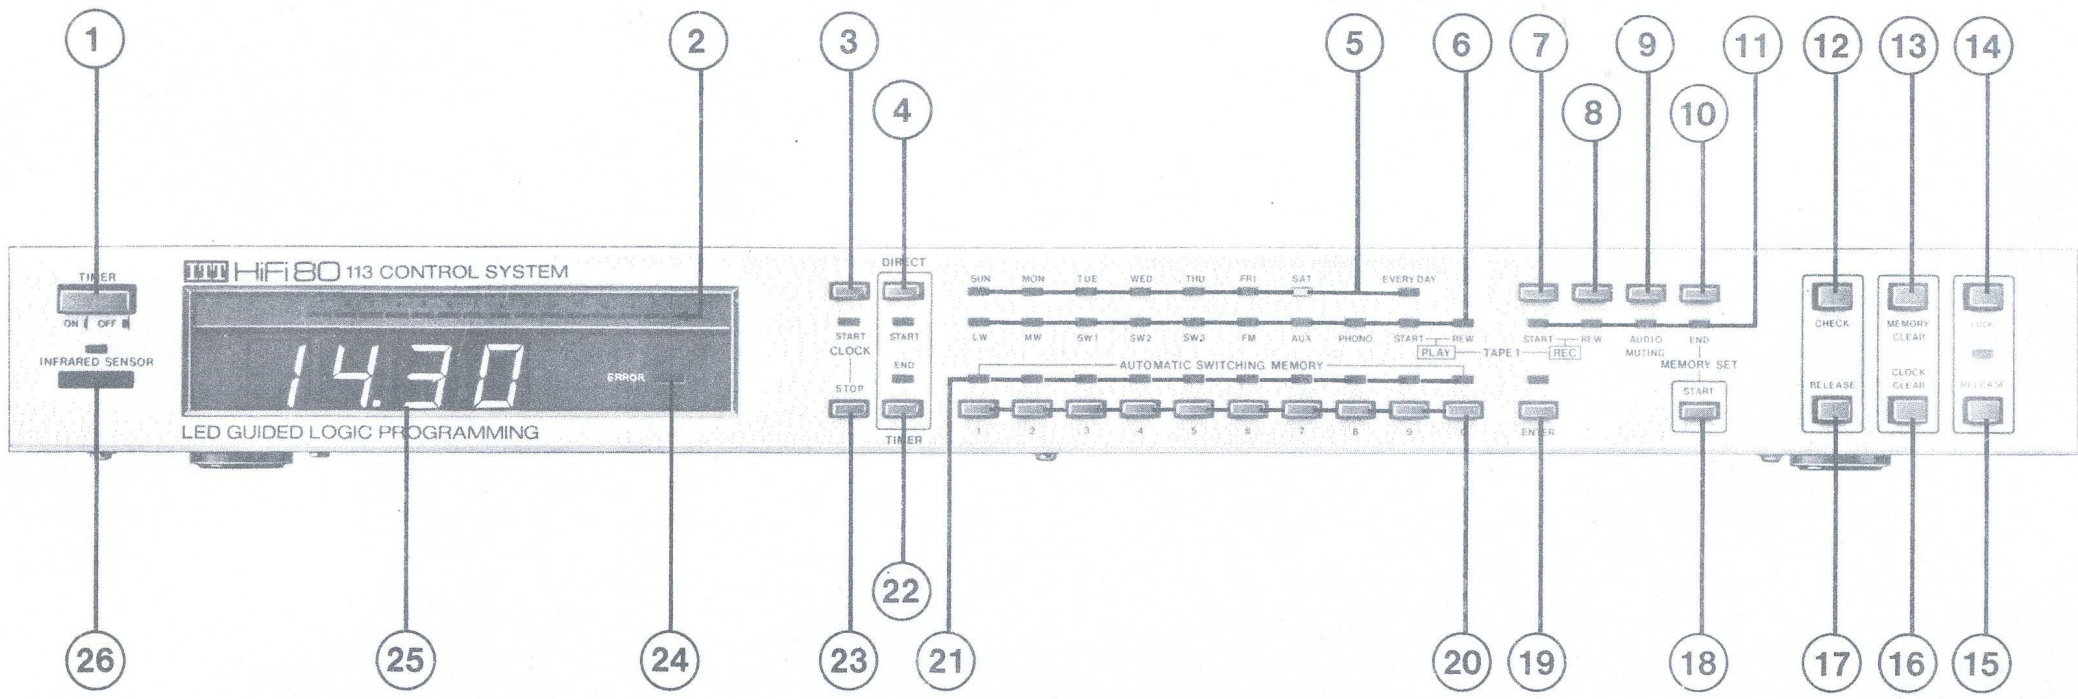 1
2
3
4
5
6
7
8
9
10
11
12
13
14
TIMER
ON OFF
INFRARED SENSOR
ITT HiFi 80 113 CONTROL SYSTEM
14.30
ERROR
LED GUIDED LOGIC PROGRAMMING
START
CLOCK
STOP
DIRECT
START
END
TIMER
SUN MON TUE WED THU FRI SAT EVERY DAY
LW MW SW1 SW2 SW3 FM AUX PHONO START REW
PLAY TAPE 1 REC
START REW AUDIO MUTING END
AUTOMATIC SWITCHING MEMORY
1 2 3 4 5 6 7 8 9 0
ENTER
MEMORY SET
START
CHECK
RELEASE
MEMORY CLEAR
CLOCK CLEAR
LOCK
RELEASE
26
25
24
23
22
21
20
19
18
17
16
15